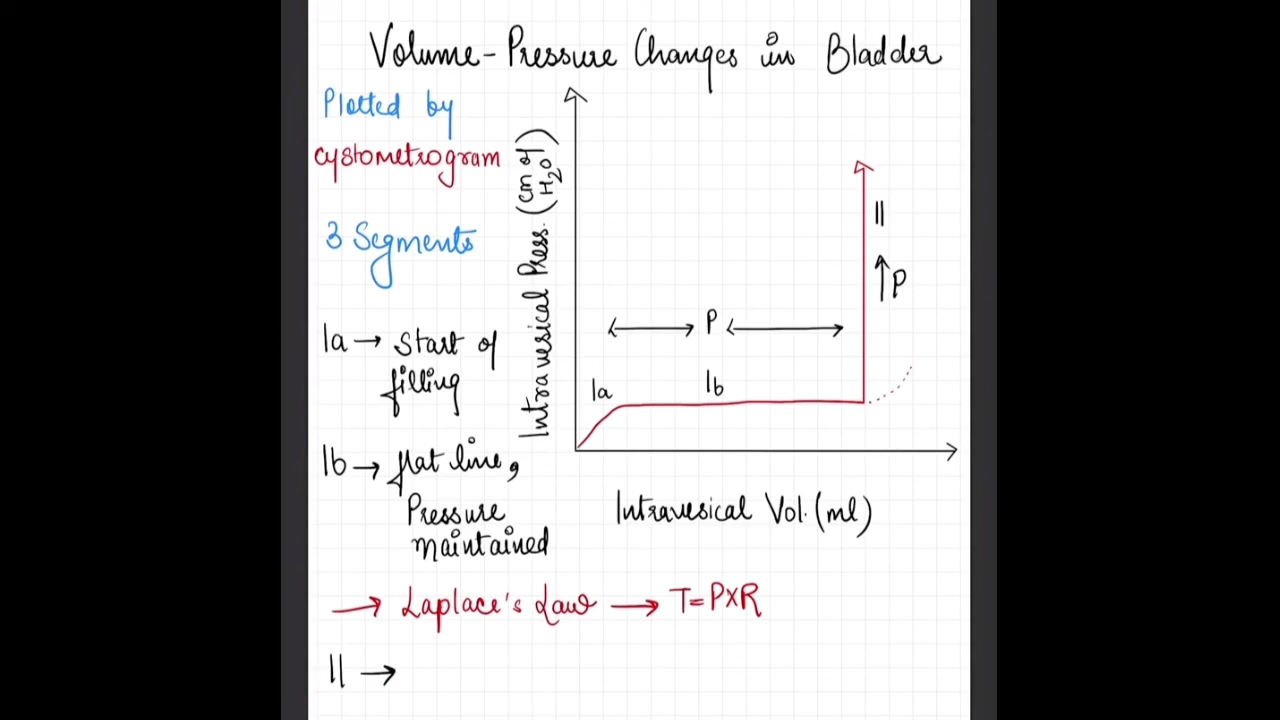 Volume-Pressure Changes in Bladder
Plotted by
cystometrogram
3 Segments
Ia → Start of
filling
Ib → flat line,
Pressure
maintained
→ Laplace's Law → T=P×R
II →
Intravesical Press. (cm of
H2O)
II
↑P
P
Ia
Ib
Intravesical Vol. (ml)